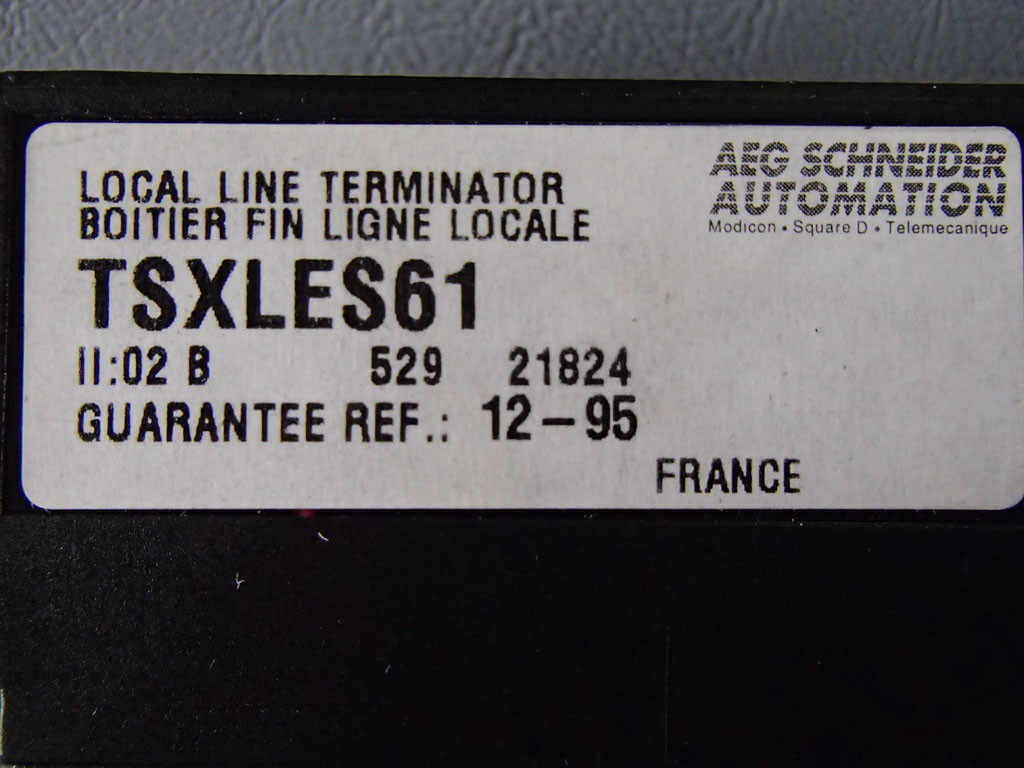 AEG SCHNEIDER
AUTOMATION
Modicon • Square D • Telemecanique
LOCAL LINE TERMINATOR
BOITIER FIN LIGNE LOCALE
TSXLES61
II:02 B 529 21824
GUARANTEE REF.: 12-95
FRANCE